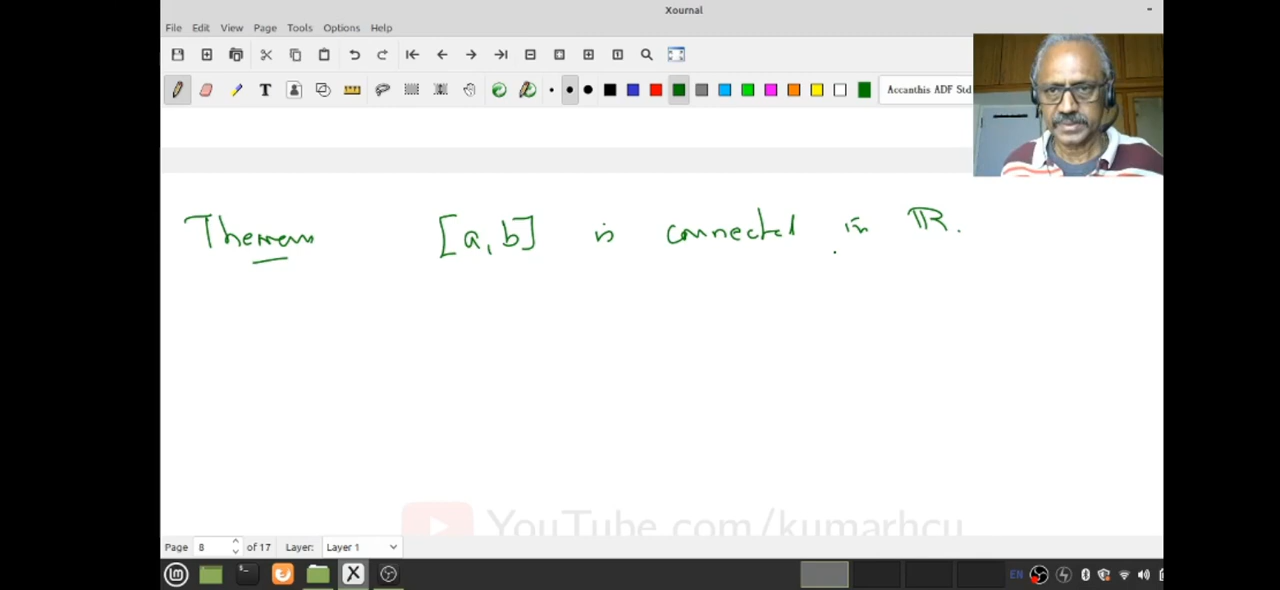 Xournal
File Edit View Page Tools Options Help
Accanthis ADF Std
Theorem [a, b] is connected in ℝ.
YouTube.com/kumarhcu
Page 8 of 17 Layer: Layer 1
EN